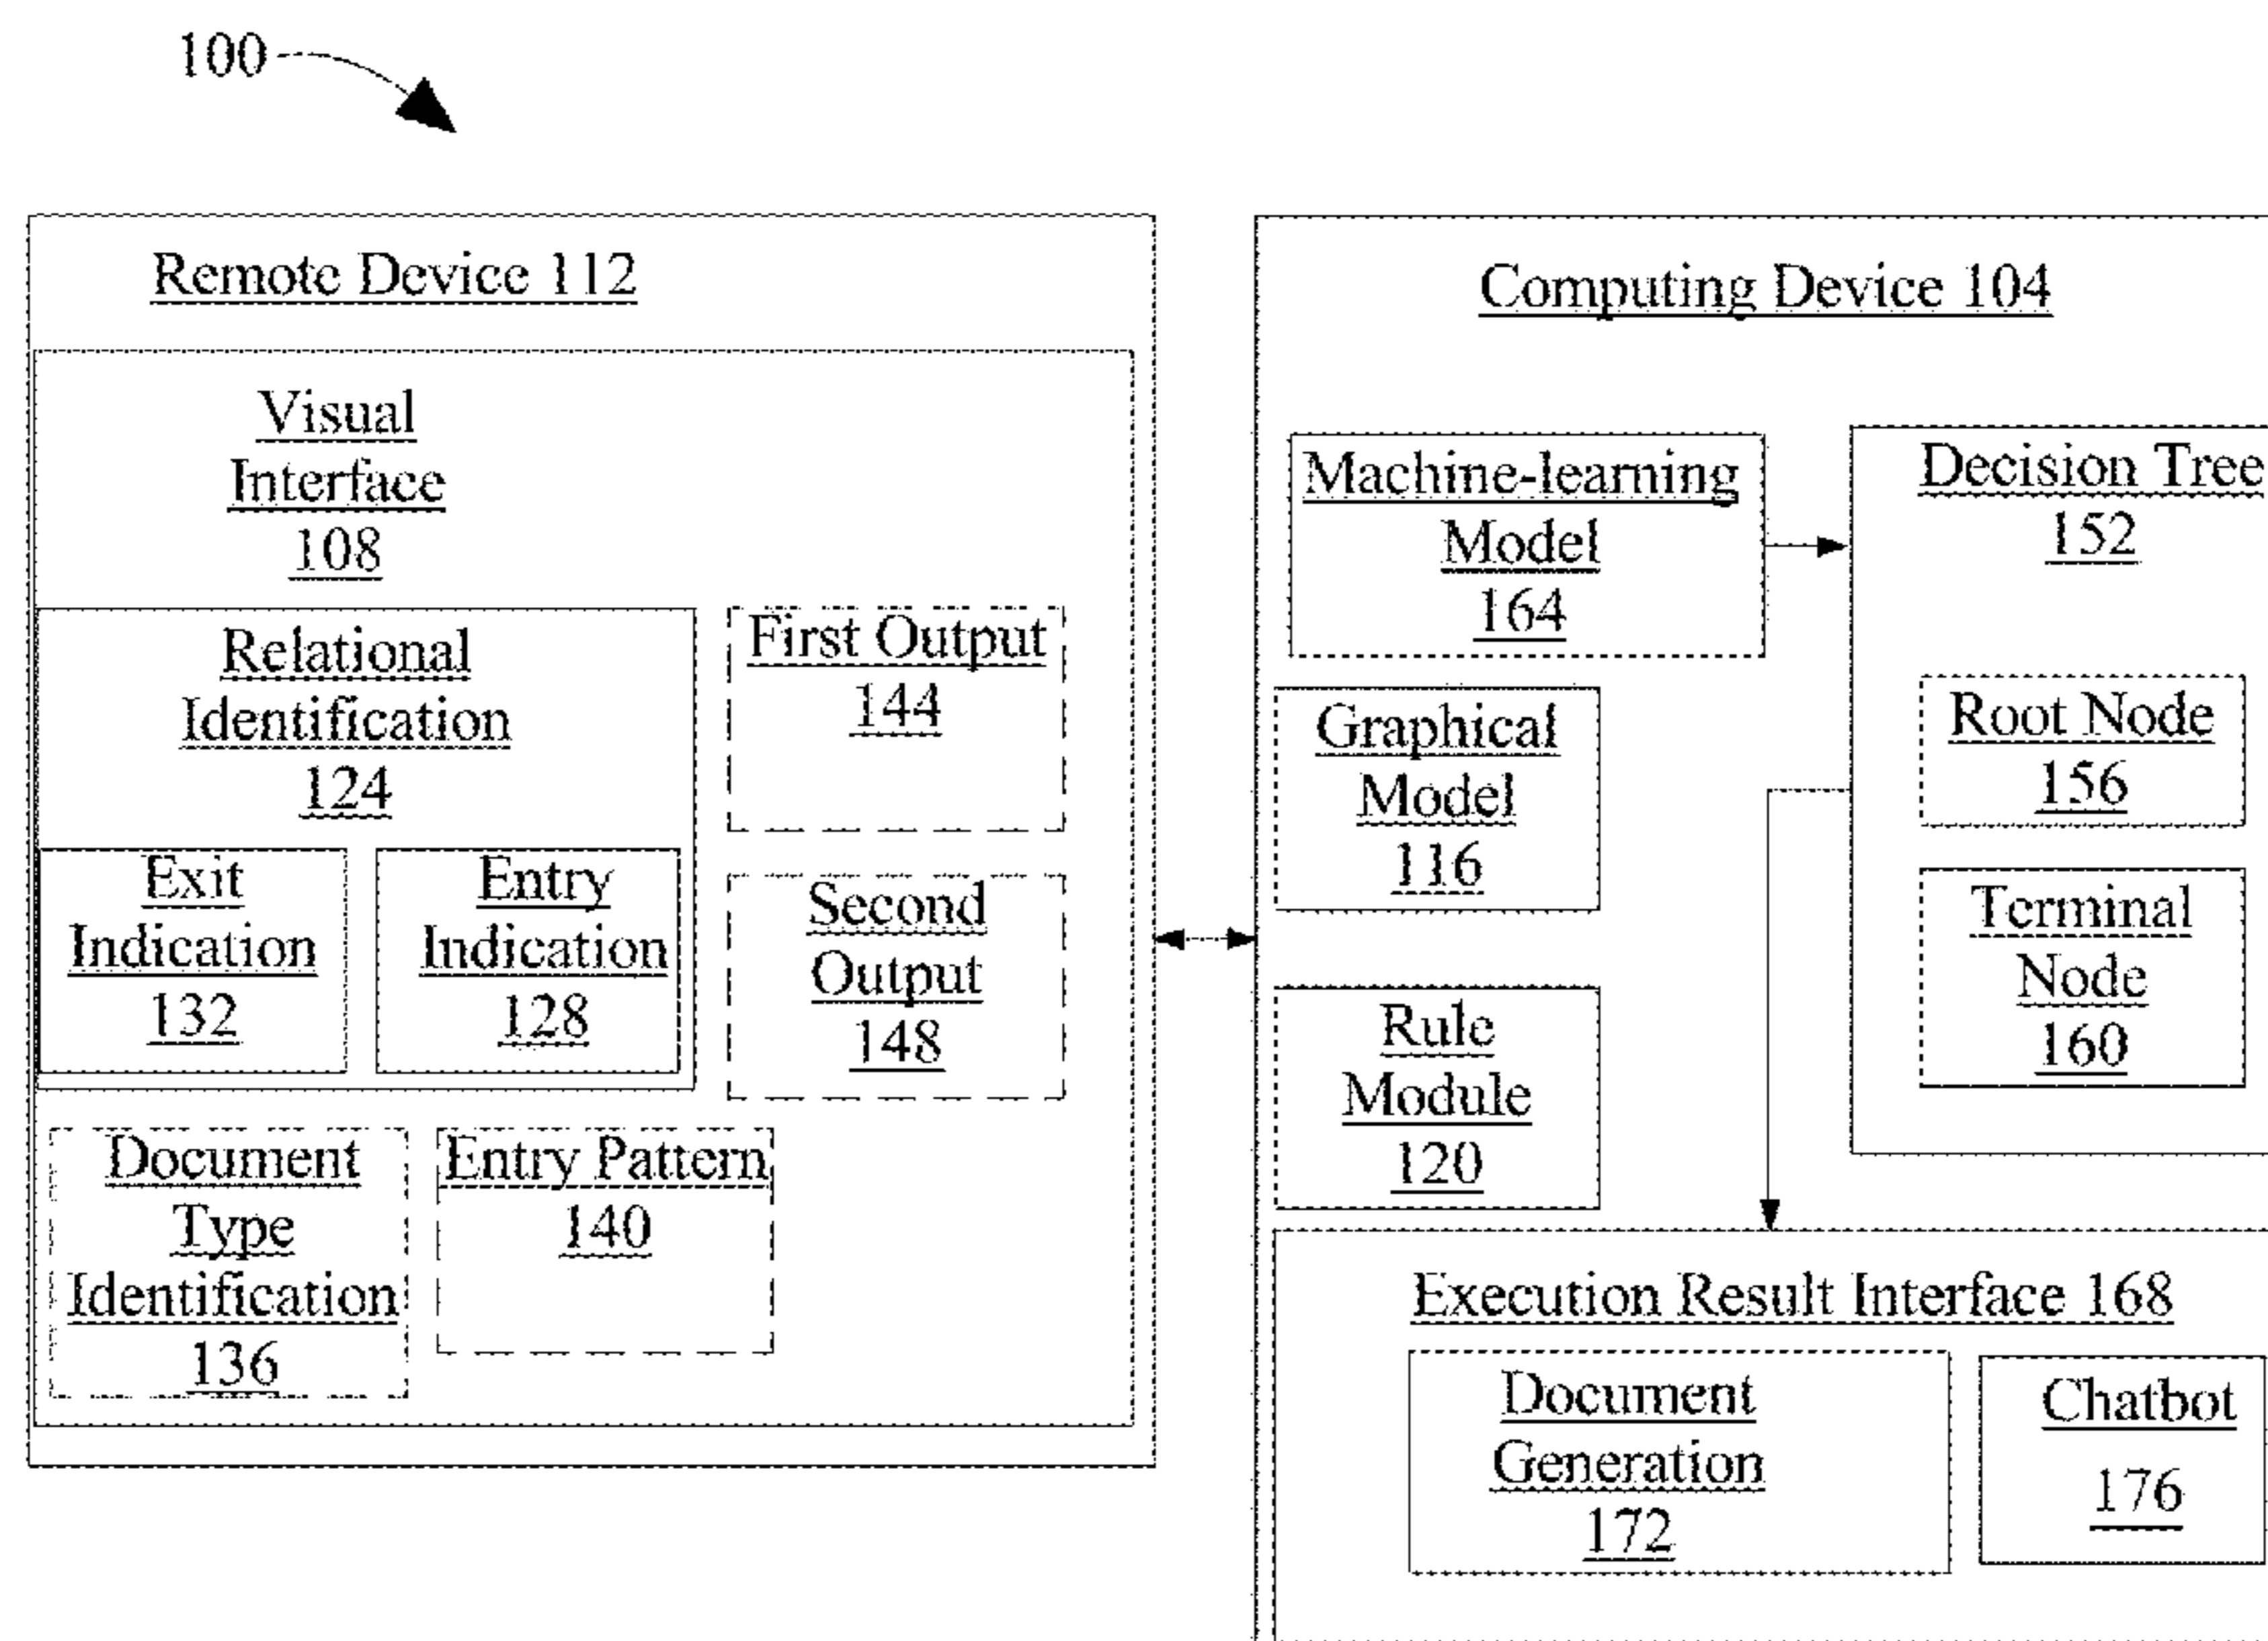 100
Remote Device 112
Visual
Interface
108
Relational
Identification
124
Exit
Indication
132
Entry
Indication
128
First Output
144
Second
Output
148
Document
Type
Identification
136
Entry Pattern
140
Computing Device 104
Machine-learning
Model
164
Decision Tree
152
Root Node
156
Terminal
Node
160
Graphical
Model
116
Rule
Module
120
Execution Result Interface 168
Document
Generation
172
Chatbot
176